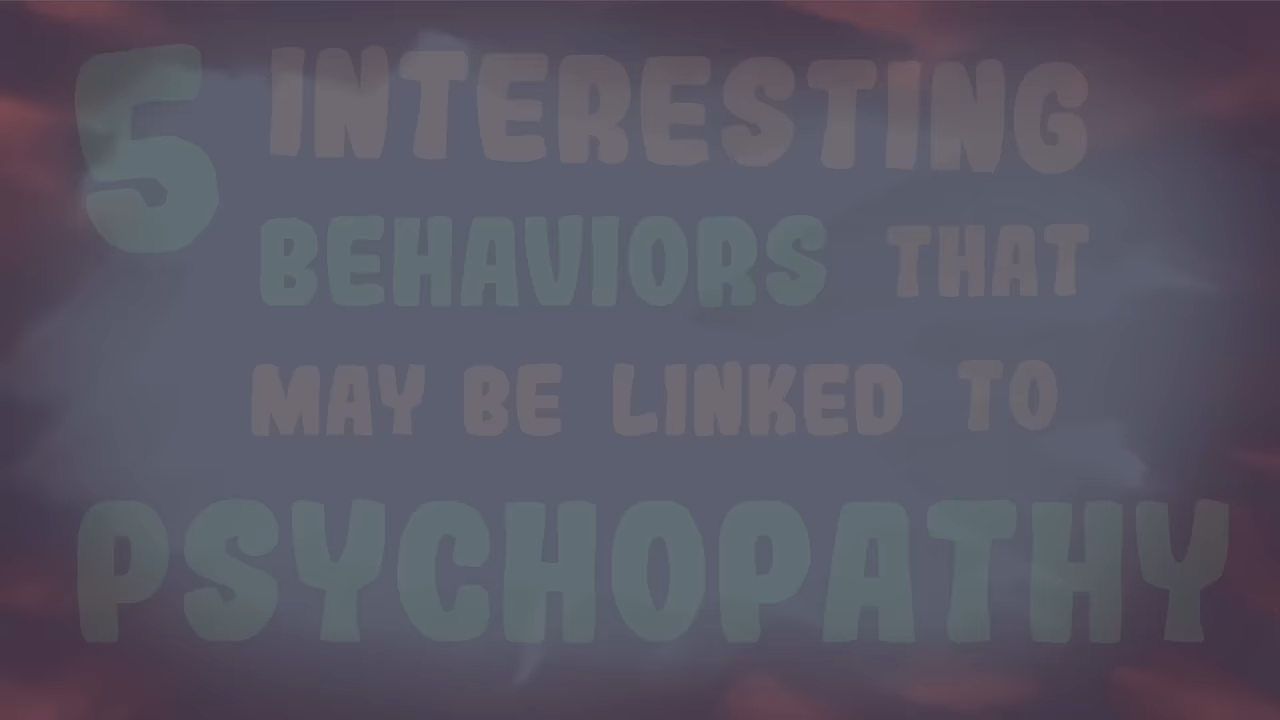 5 INTERESTING
BEHAVIORS THAT
MAY BE LINKED TO
PSYCHOPATHY